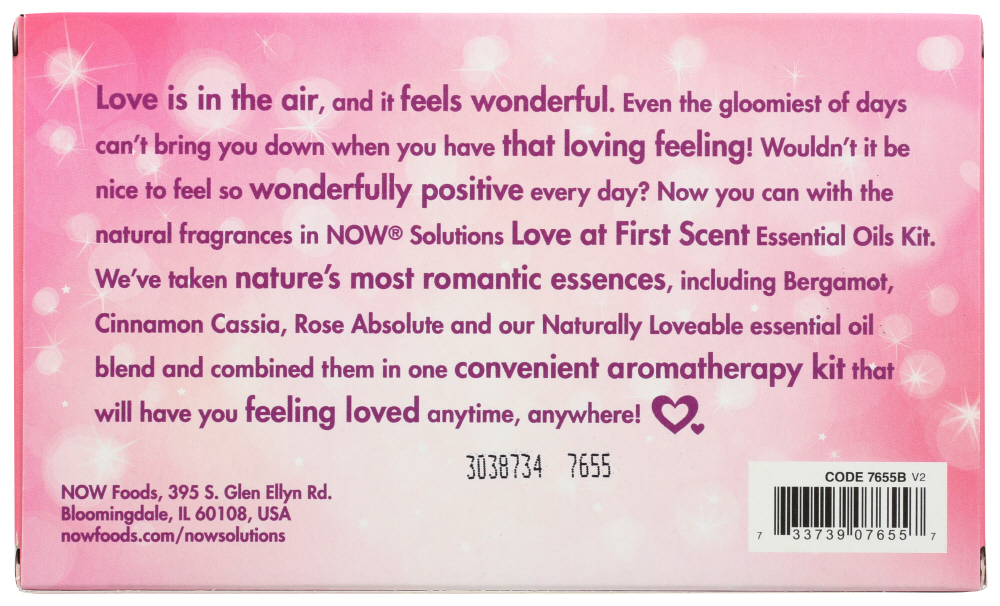 Love is in the air, and it feels wonderful. Even the gloomiest of days
can't bring you down when you have that loving feeling! Wouldn't it be
nice to feel so wonderfully positive every day? Now you can with the
natural fragrances in NOW® Solutions Love at First Scent Essential Oils Kit.
We've taken nature's most romantic essences, including Bergamot,
Cinnamon Cassia, Rose Absolute and our Naturally Loveable essential oil
blend and combined them in one convenient aromatherapy kit that
will have you feeling loved anytime, anywhere!
3038734 7655
NOW Foods, 395 S. Glen Ellyn Rd.
Bloomingdale, IL 60108, USA
nowfoods.com/nowsolutions
CODE 7655B V2
7 33739 07655 7